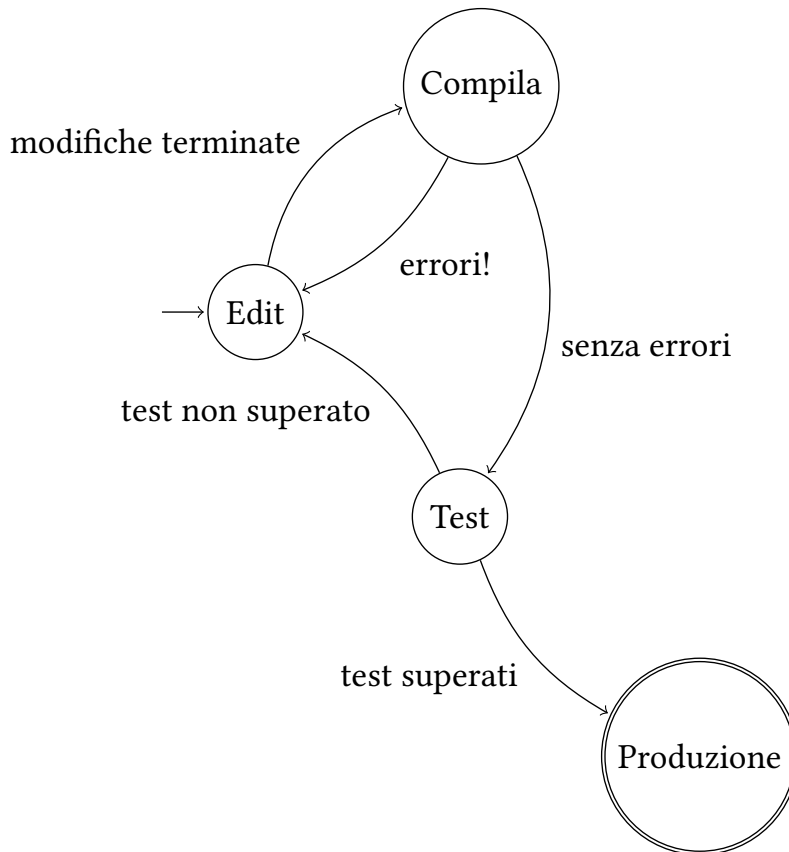 Compila
modifiche terminate
errori!
Edit
senza errori
test non superato
Test
test superati
Produzione